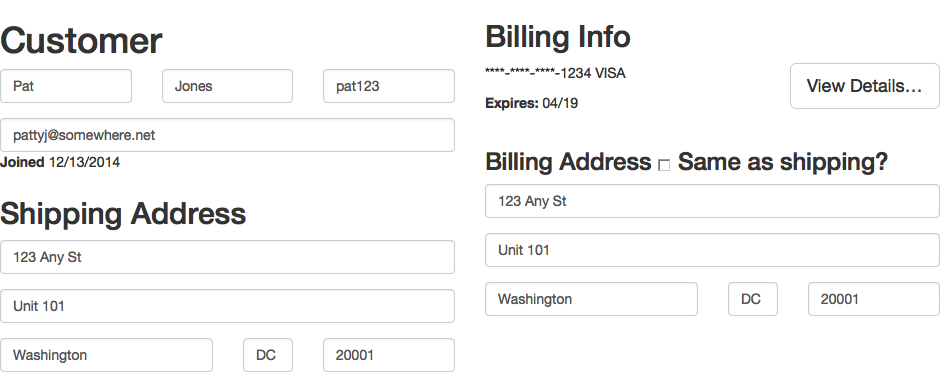 Customer
Pat Jones pat123
pattyj@somewhere.net
Joined 12/13/2014
Shipping Address
123 Any St
Unit 101
Washington DC 20001
Billing Info
****-****-****-1234 VISA
View Details...
Expires: 04/19
Billing Address Same as shipping?
123 Any St
Unit 101
Washington DC 20001